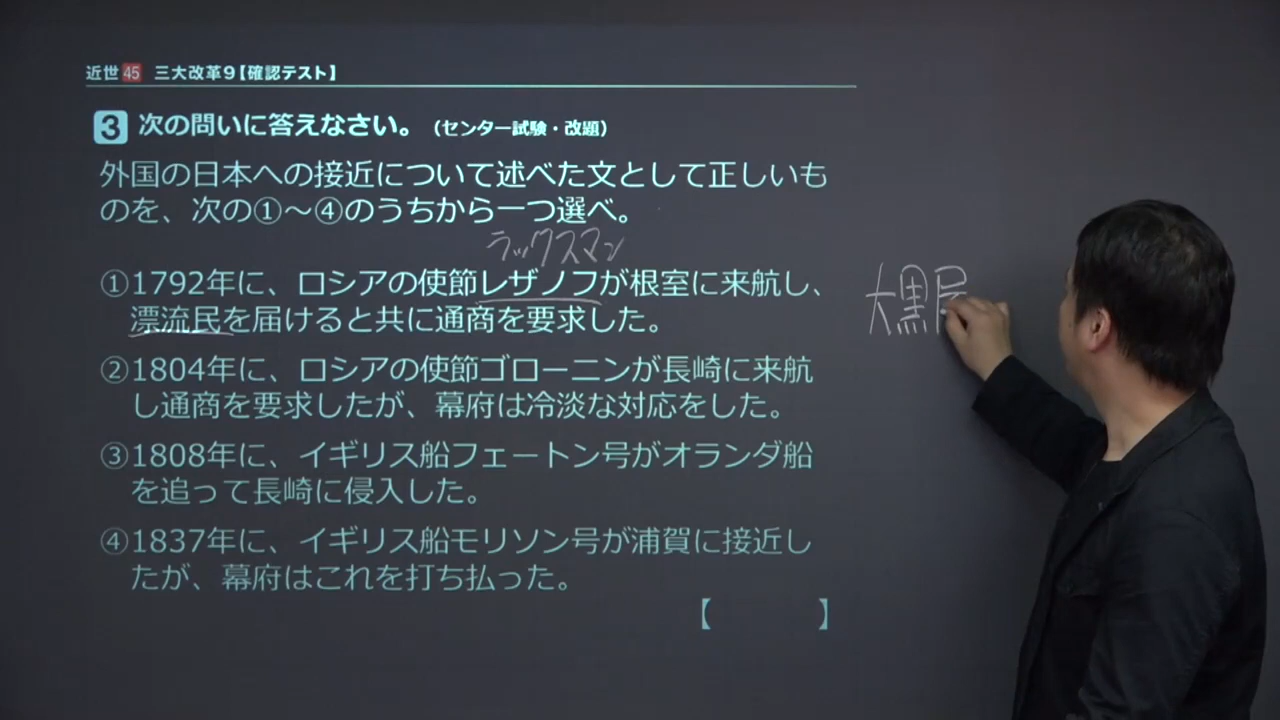 近世 45 三大改革9【確認テスト】
3 次の問いに答えなさい。（センター試験・改題）
外国の日本への接近について述べた文として正しいも
のを、次の①～④のうちから一つ選べ。
ラックスマン
①1792年に、ロシアの使節レザノフが根室に来航し、
漂流民を届けると共に通商を要求した。
大黒屋
②1804年に、ロシアの使節ゴローニンが長崎に来航
し通商を要求したが、幕府は冷淡な対応をした。
③1808年に、イギリス船フェートン号がオランダ船
を追って長崎に侵入した。
④1837年に、イギリス船モリソン号が浦賀に接近し
たが、幕府はこれを打ち払った。
【　　】